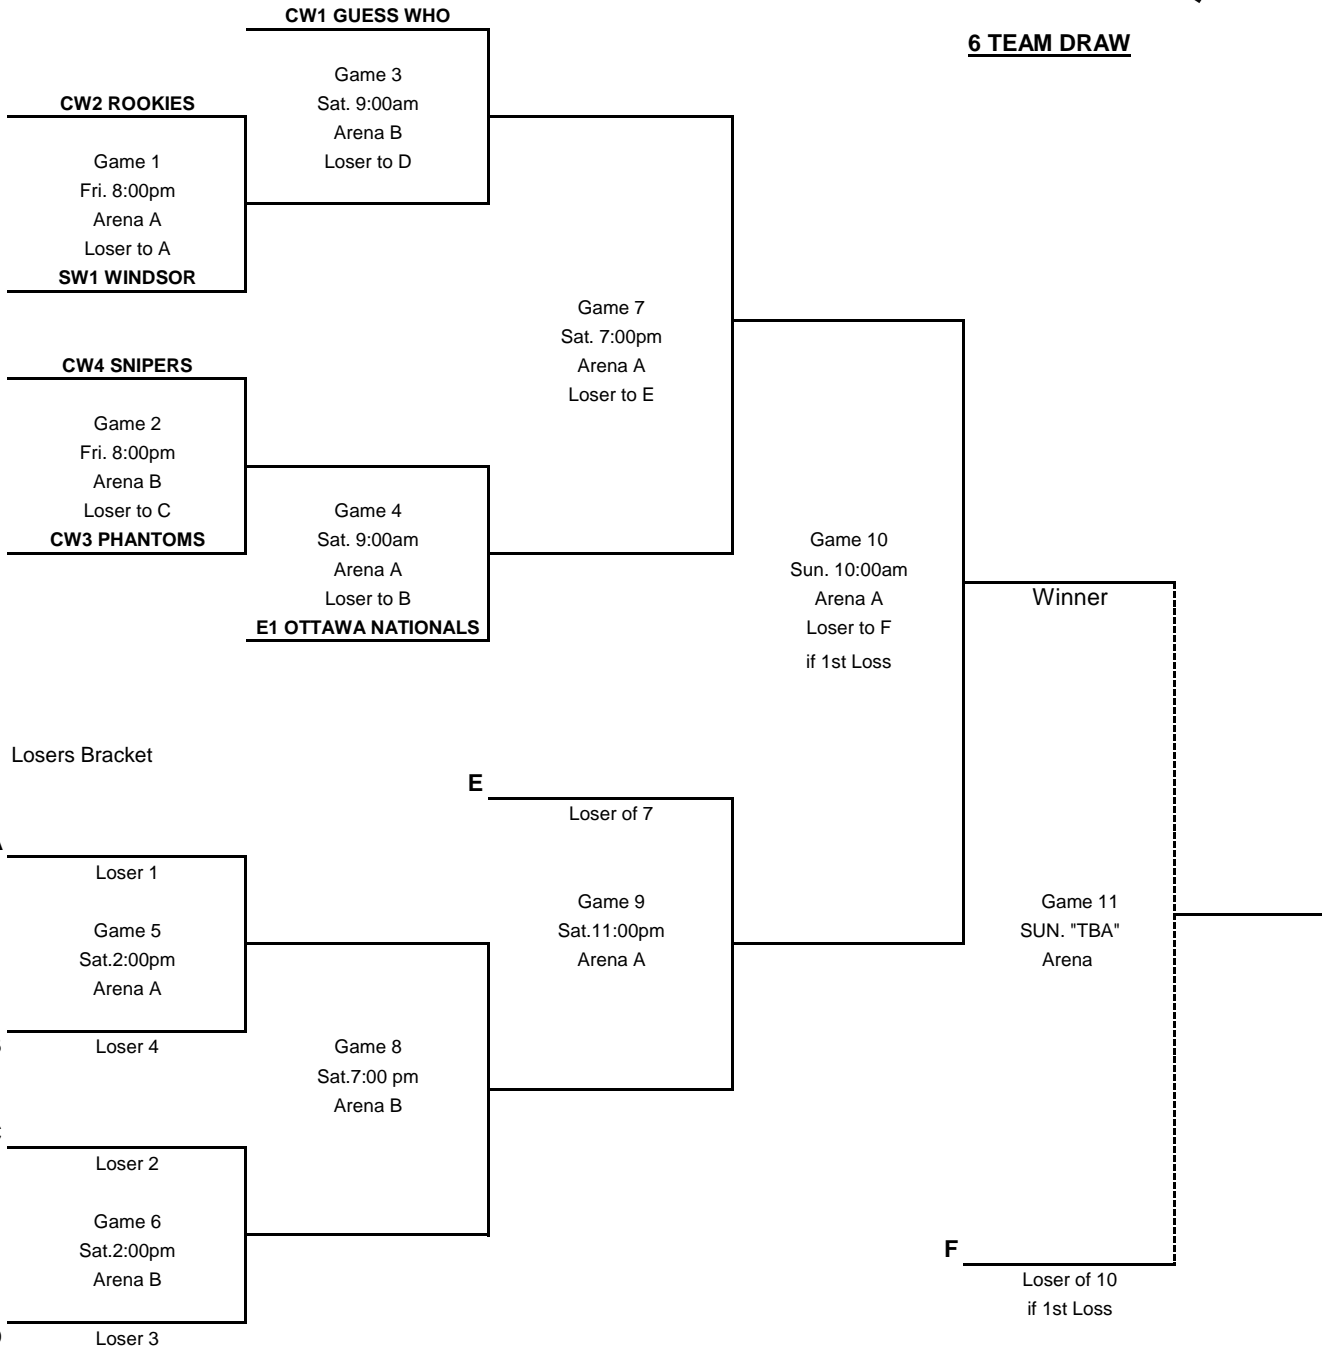 CW1 GUESS WHO
6 TEAM DRAW
Game 3
Sat. 9:00am
Arena B
Loser to D
CW2 ROOKIES
Game 1
Fri. 8:00pm
Arena A
Loser to A
SW1 WINDSOR
Game 7
Sat. 7:00pm
Arena A
Loser to E
CW4 SNIPERS
Game 2
Fri. 8:00pm
Arena B
Loser to C
CW3 PHANTOMS
Game 4
Sat. 9:00am
Arena A
Loser to B
E1 OTTAWA NATIONALS
Game 10
Sun. 10:00am
Arena A
Loser to F
if 1st Loss
Winner
Losers Bracket
E
Loser of 7
Loser 1
Game 5
Sat.2:00pm
Arena A
Loser 4
Game 9
Sat.11:00pm
Arena A
Game 11
SUN. "TBA"
Arena
Game 8
Sat.7:00 pm
Arena B
Loser 2
Game 6
Sat.2:00pm
Arena B
Loser 3
F
Loser of 10
if 1st Loss